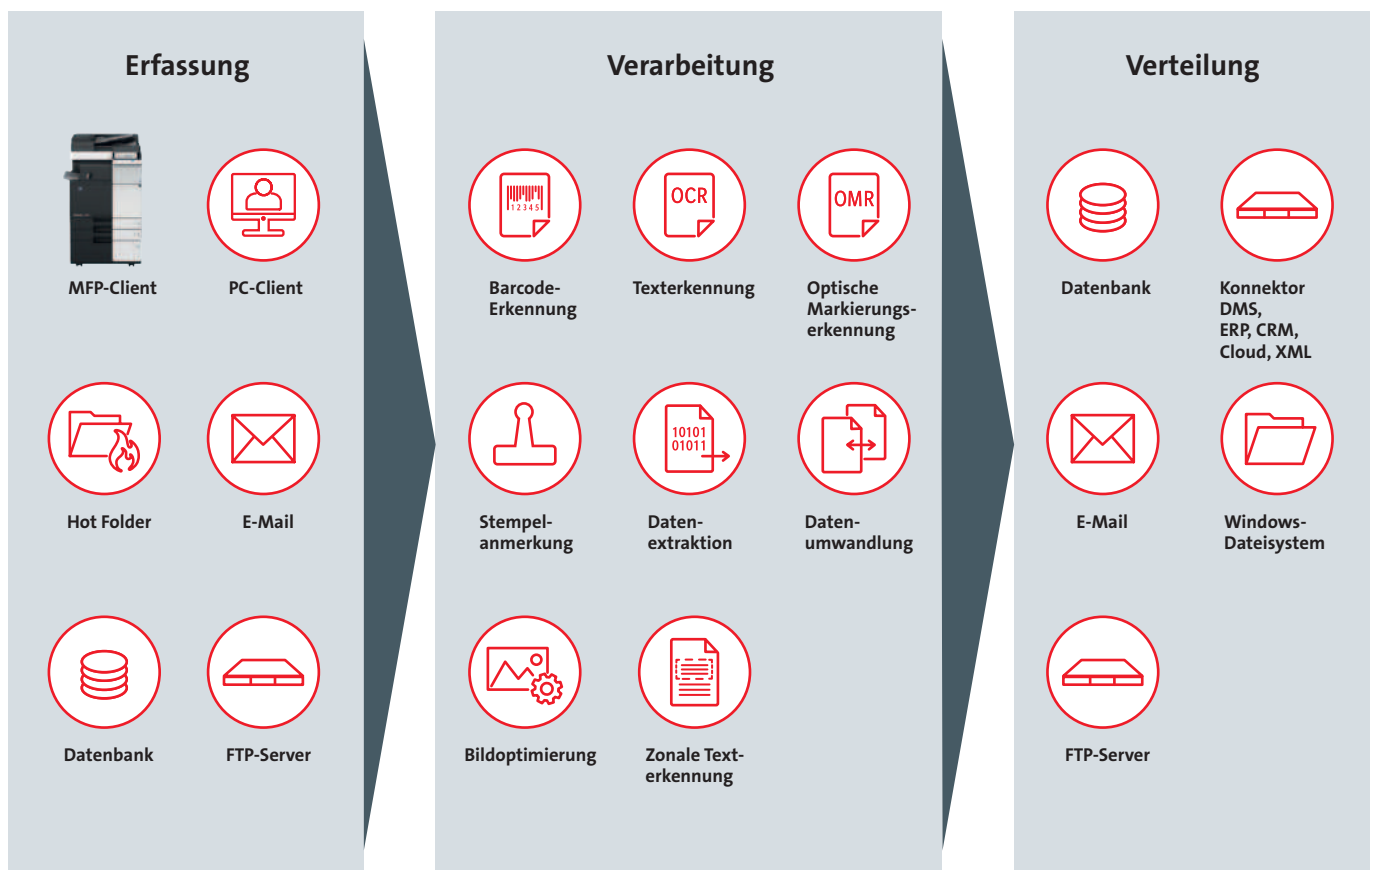 Erfassung
MFP-Client
PC-Client
Hot Folder
E-Mail
Datenbank
FTP-Server
Verarbeitung
12345
Barcode-
Erkennung
OCR
Texterkennung
OMR
Optische
Markierungs-
erkennung
Stempel-
anmerkung
10101
01011
Daten-
extraktion
Daten-
umwandlung
Bildoptimierung
Zonale Text-
erkennung
Verteilung
Datenbank
Konnektor
DMS,
ERP, CRM,
Cloud, XML
E-Mail
Windows-
Dateisystem
FTP-Server